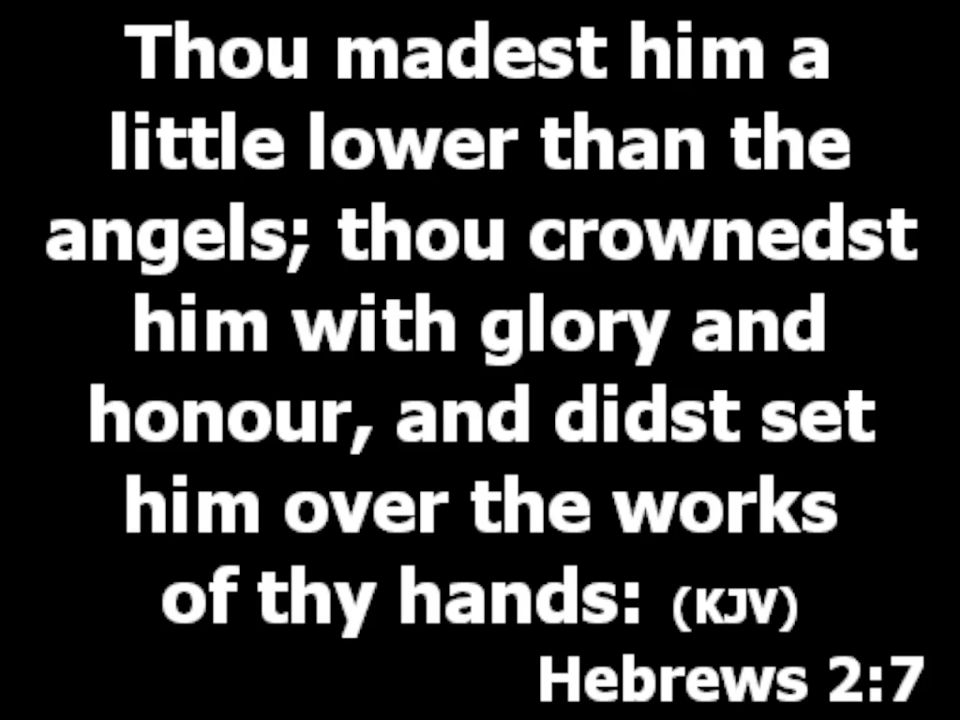 Thou madest him a
little lower than the
angels; thou crownedst
him with glory and
honour, and didst set
him over the works
of thy hands: (KJV)
Hebrews 2:7